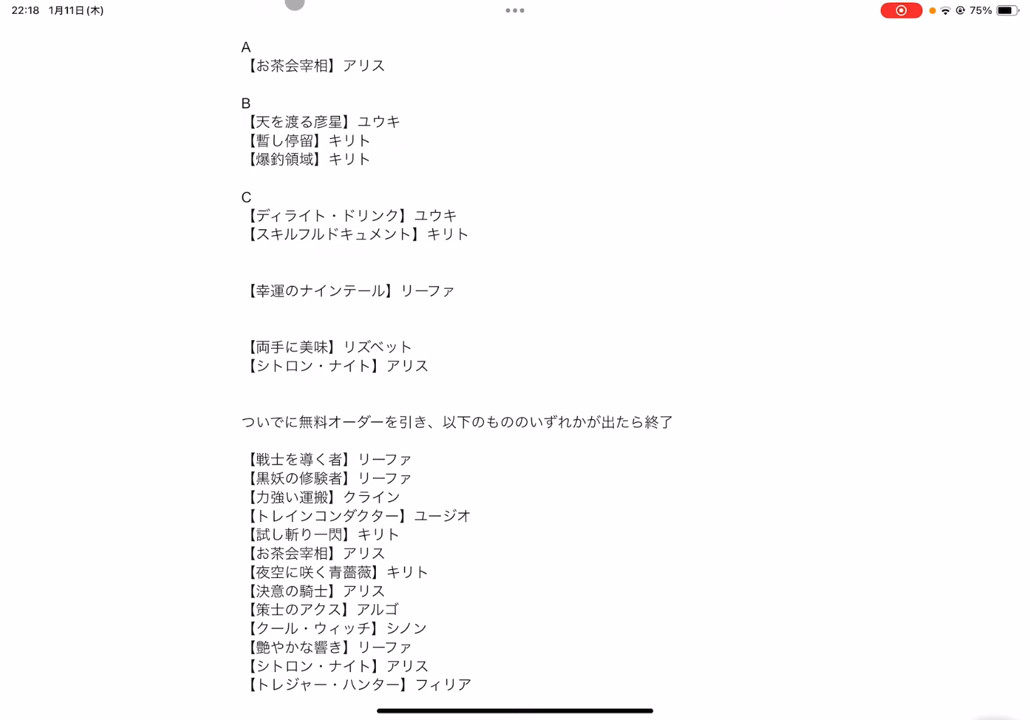 22:18 1月11日(木)
75%
A
【お茶会宰相】アリス
B
【天を渡る彦星】ユウキ
【暫し停留】キリト
【爆釣領域】キリト
C
【ディライト・ドリンク】ユウキ
【スキルフルドキュメント】キリト
【幸運のナインテール】リーファ
【両手に美味】リズベット
【シトロン・ナイト】アリス
ついでに無料オーダーを引き、以下のもののいずれかが出たら終了
【戦士を導く者】リーファ
【黒妖の修験者】リーファ
【力強い運搬】クライン
【トレインコンダクター】ユージオ
【試し斬り一閃】キリト
【お茶会宰相】アリス
【夜空に咲く青薔薇】キリト
【決意の騎士】アリス
【策士のアクス】アルゴ
【クール・ウィッチ】シノン
【艶やかな響き】リーファ
【シトロン・ナイト】アリス
【トレジャー・ハンター】フィリア